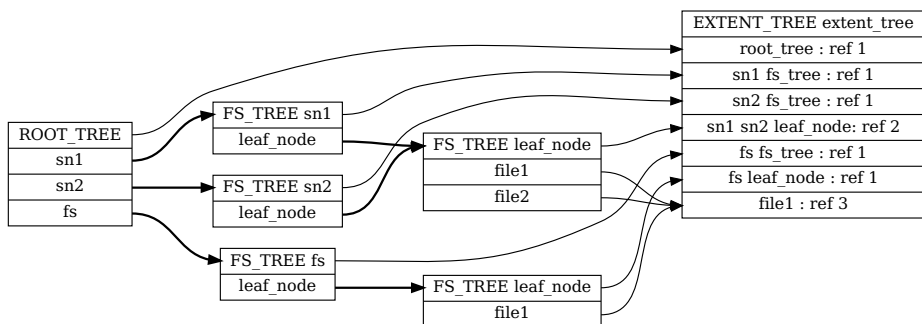 ROOT_TREE
sn1
sn2
fs
FS_TREE sn1
leaf_node
FS_TREE sn2
leaf_node
FS_TREE fs
leaf_node
FS_TREE leaf_node
file1
file2
FS_TREE leaf_node
file1
EXTENT_TREE extent_tree
root_tree : ref 1
sn1 fs_tree : ref 1
sn2 fs_tree : ref 1
sn1 sn2 leaf_node: ref 2
fs fs_tree : ref 1
fs leaf_node : ref 1
file1 : ref 3